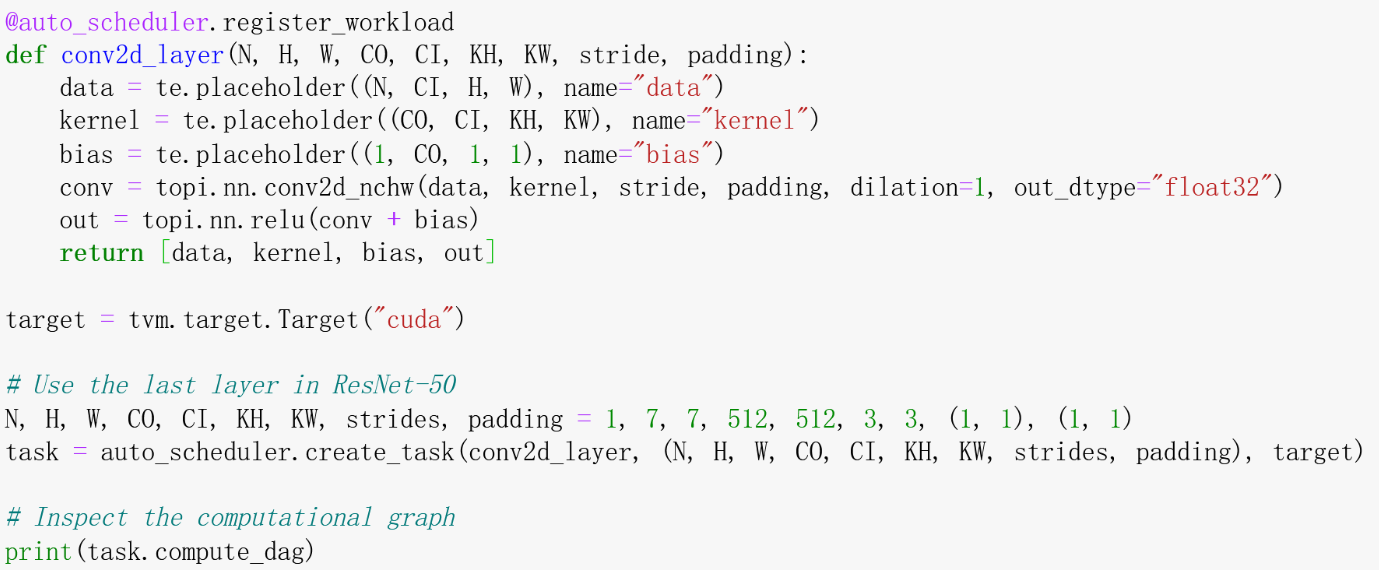 @auto_scheduler.register_workload
def conv2d_layer(N, H, W, CO, CI, KH, KW, stride, padding):
    data = te.placeholder((N, CI, H, W), name="data")
    kernel = te.placeholder((CO, CI, KH, KW), name="kernel")
    bias = te.placeholder((1, CO, 1, 1), name="bias")
    conv = topi.nn.conv2d_nchw(data, kernel, stride, padding, dilation=1, out_dtype="float32")
    out = topi.nn.relu(conv + bias)
    return [data, kernel, bias, out]

target = tvm.target.Target("cuda")

# Use the last layer in ResNet-50
N, H, W, CO, CI, KH, KW, strides, padding = 1, 7, 7, 512, 512, 3, 3, (1, 1), (1, 1)
task = auto_scheduler.create_task(conv2d_layer, (N, H, W, CO, CI, KH, KW, strides, padding), target)

# Inspect the computational graph
print(task.compute_dag)